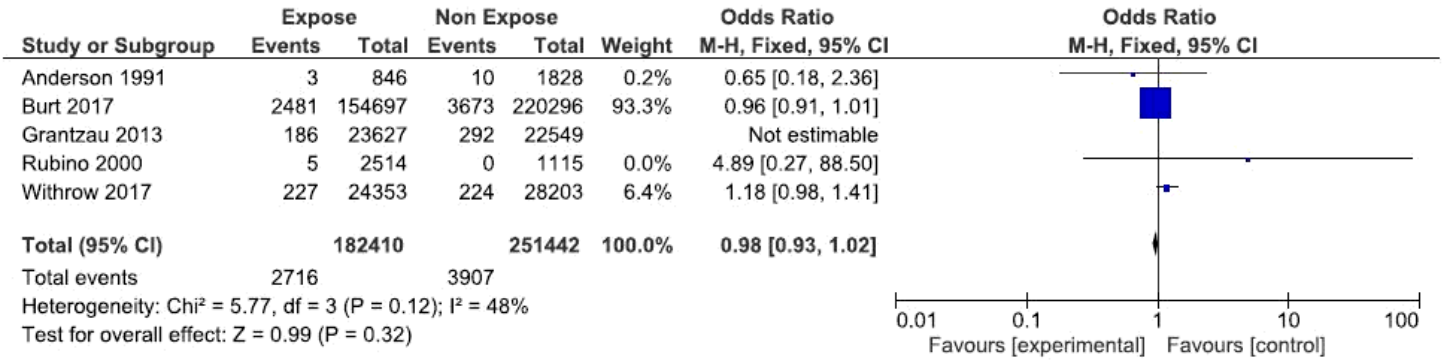 Expose Non Expose Odds Ratio Odds Ratio
Study or Subgroup Events Total Events Total Weight M-H, Fixed, 95% CI M-H, Fixed, 95% CI
Anderson 1991 3 846 10 1828 0.2% 0.65 [0.18, 2.36]
Burt 2017 2481 154697 3673 220296 93.3% 0.96 [0.91, 1.01]
Grantzau 2013 186 23627 292 22549 Not estimable
Rubino 2000 5 2514 0 1115 0.0% 4.89 [0.27, 88.50]
Withrow 2017 227 24353 224 28203 6.4% 1.18 [0.98, 1.41]
Total (95% CI) 182410 251442 100.0% 0.98 [0.93, 1.02]
Total events 2716 3907
Heterogeneity: Chi² = 5.77, df = 3 (P = 0.12); I² = 48%
Test for overall effect: Z = 0.99 (P = 0.32)
0.01 0.1 1 10 100
Favours [experimental] Favours [control]